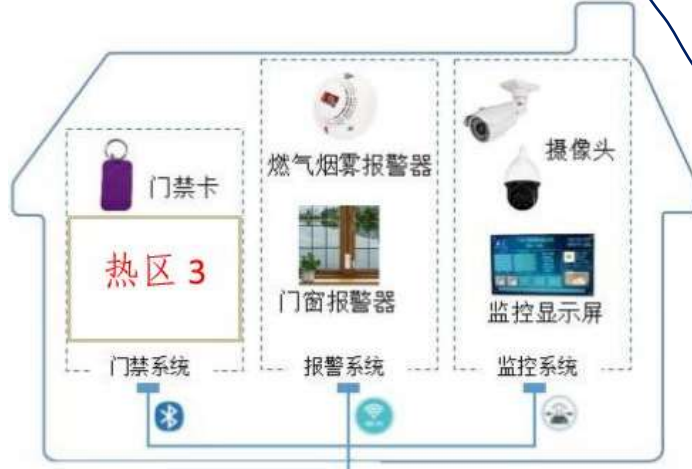 门禁卡
热区 3
门禁系统
燃气烟雾报警器
门窗报警器
报警系统
摄像头
监控显示屏
监控系统